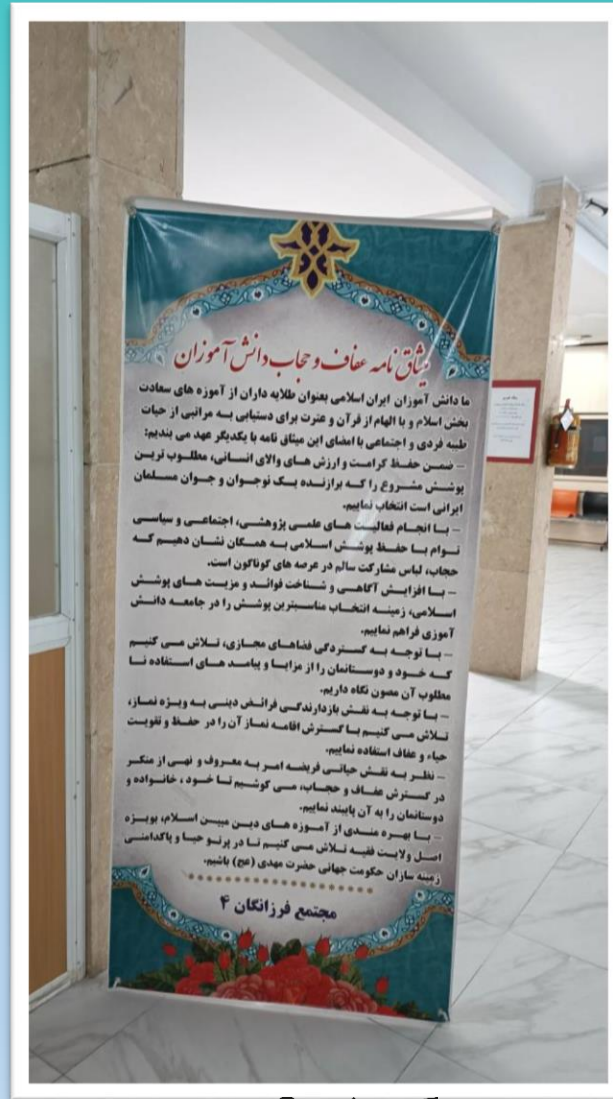 میثاق نامه عفاف و حجاب دانش آموزان
ما دانش آموزان ایران اسلامی بعنوان طلایه داران از آموزه های سعادت
بخش اسلام و با الهام از قرآن و عترت برای دستیابی به مراتبی از حیات
طیبه فردی و اجتماعی با امضای این میثاق نامه با یکدیگر عهد می بندیم:
– ضمن حفظ کرامت و ارزش های والای انسانی، مطلوب ترین
پوشش مشروع را که برازنده یک نوجوان و جوان مسلمان
ایرانی است انتخاب نماییم.
– با انجام فعالیت های علمی پژوهشی، اجتماعی و سیاسی
توام با حفظ پوشش اسلامی به همگان نشان دهیم که
حجاب، لباس مشارکت سالم در عرصه های گوناگون است.
– با افزایش آگاهی و شناخت فوائد و مزیت های پوشش
اسلامی، زمینه انتخاب مناسبترین پوشش را در جامعه دانش
آموزی فراهم نماییم.
– با توجه به گستردگی فضاهای مجازی، تلاش می کنیم
که خود و دوستانمان را از مزایا و پیامد های استفاده نا
مطلوب آن مصون نگاه داریم.
– با توجه به نقش بازدارندگی فرائض دینی به ویژه نماز،
تلاش می کنیم با گسترش اقامه نماز آن را در حفظ و تقویت
حیاء و عفاف استفاده نماییم.
– نظر به نقش حیاتی فریضه امر به معروف و نهی از منکر
در گسترش عفاف و حجاب، می کوشیم تا خود ، خانواده و
دوستانمان را به آن پایبند نماییم.
– با بهره مندی از آموزه های دین مبین اسلام، بویژه
اصل ولایت فقیه تلاش می کنیم تا در پرتو حیا و پاکدامنی
زمینه سازان حکومت جهانی حضرت مهدی (عج) باشیم.
مجتمع فرزانگان ۴